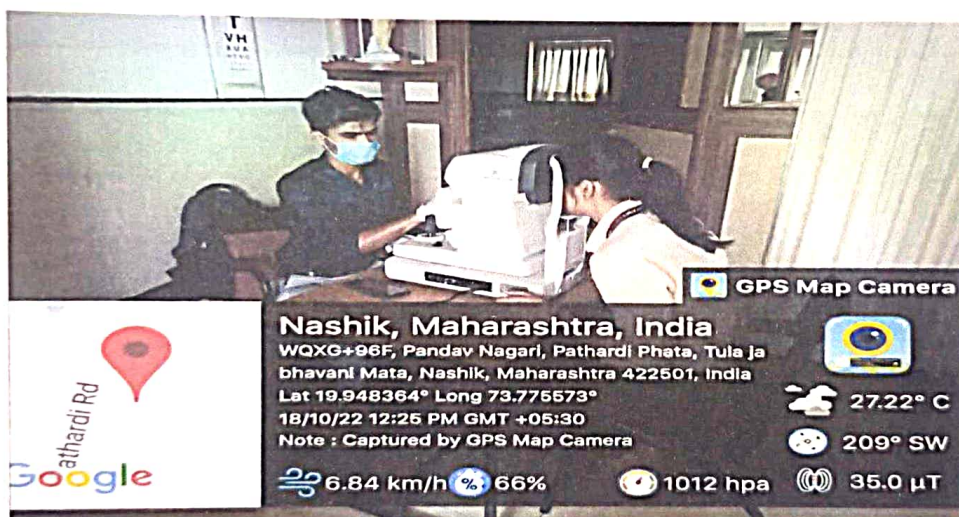 T
VH
XUA
GPS Map Camera
Nashik, Maharashtra, India
WQXG+96F, Pandav Nagari, Pathardi Phata, Tula ja
bhavani Mata, Nashik, Maharashtra 422501, India
Lat 19.948364° Long 73.775573°
18/10/22 12:25 PM GMT +05:30
Note : Captured by GPS Map Camera
27.22° C
209° SW
6.84 km/h
% 66%
1012 hpa
35.0 µT
athardi Rd
Google